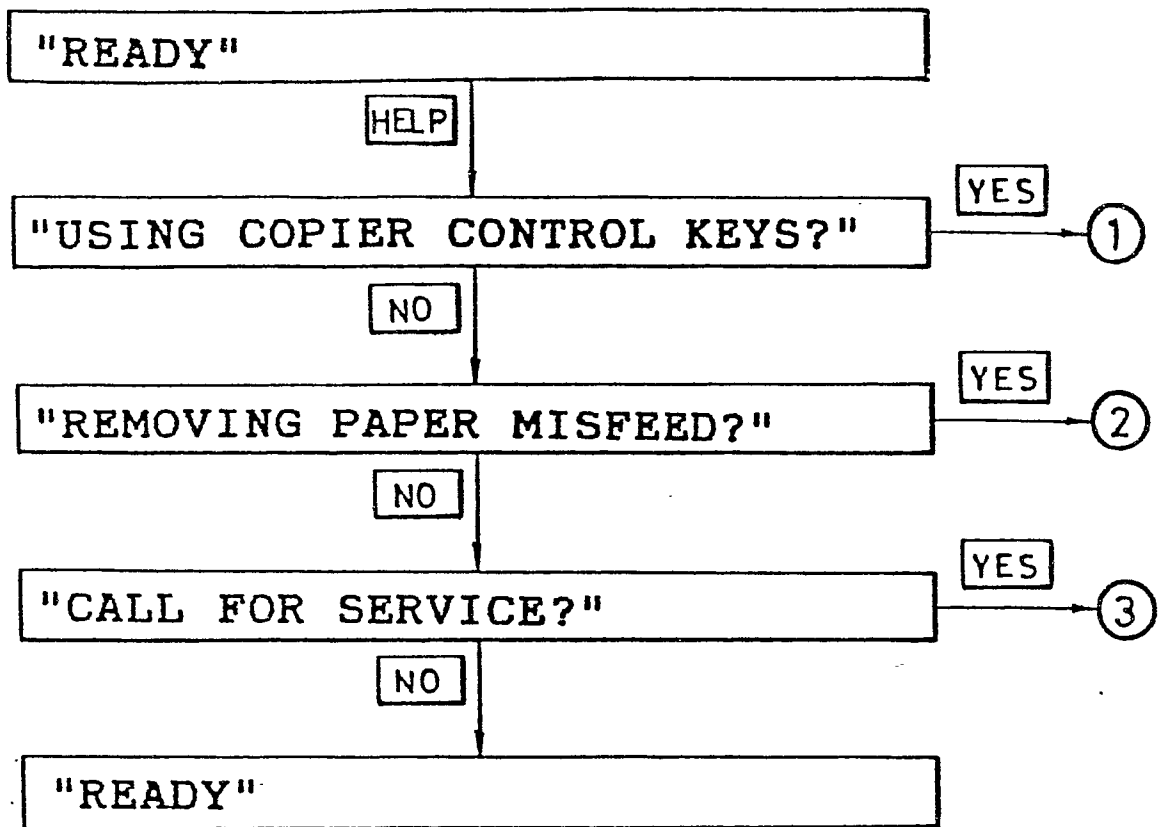 "READY"
HELP
YES
"USING COPIER CONTROL KEYS?"
1
NO
YES
"REMOVING PAPER MISFEED?"
2
NO
YES
"CALL FOR SERVICE?"
3
NO
"READY"